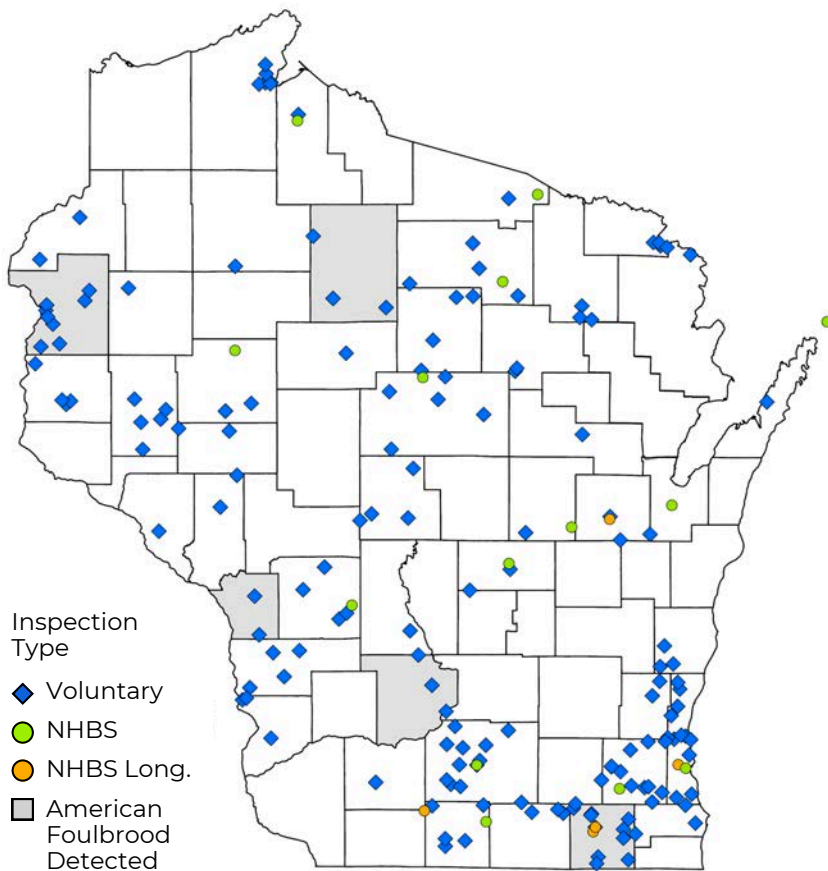 Inspection
Type
Voluntary
NHBS
NHBS Long.
American
Foulbrood
Detected